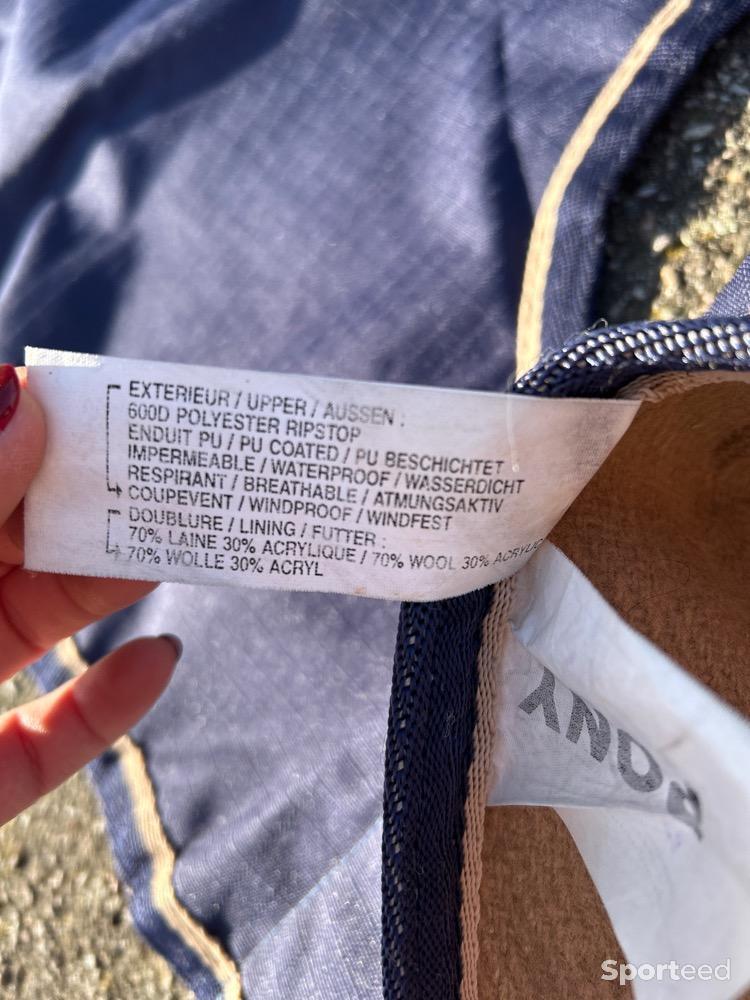 EXTERIEUR / UPPER / AUSSEN :
600D POLYESTER RIPSTOP
ENDUIT PU / PU COATED / PU BESCHICHTET
IMPERMEABLE / WATERPROOF / WASSERDICHT
RESPIRANT / BREATHABLE / ATMUNGSAKTIV
COUPEVENT / WINDPROOF / WINDFEST
DOUBLURE / LINING / FUTTER :
70% LAINE 30% ACRYLIQUE / 70% WOOL 30% ACRYLIC
70% WOLLE 30% ACRYL
PONY
Sporteed